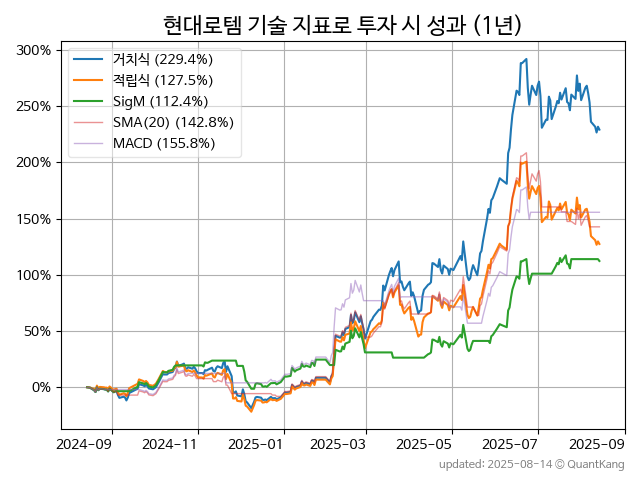 현대로템 기술 지표로 투자 시 성과 (1년)
300%
250%
200%
150%
100%
50%
0%
거치식 (229.4%)
적립식 (127.5%)
SigM (112.4%)
SMA(20) (142.8%)
MACD (155.8%)
2024-09
2024-11
2025-01
2025-03
2025-05
2025-07
2025-09
updated: 2025-08-14 © QuantKang